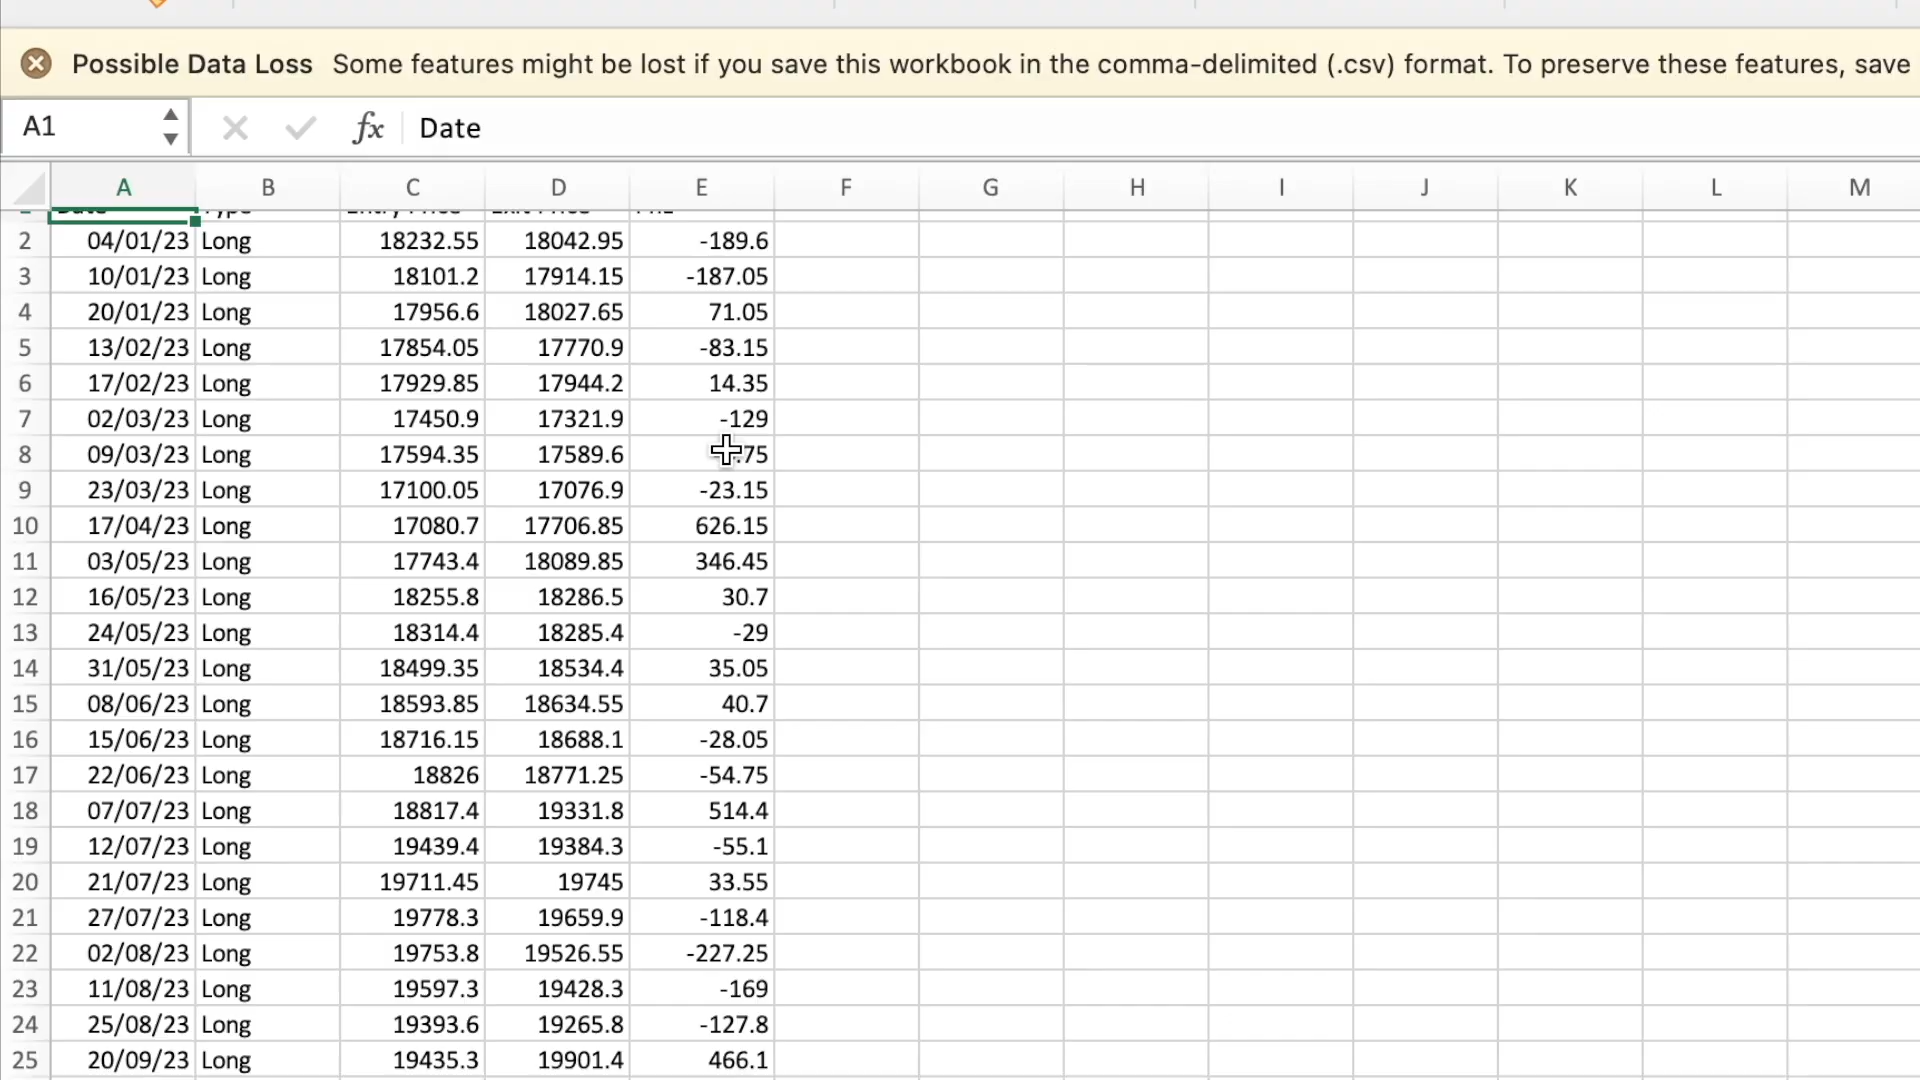 Possible Data Loss Some features might be lost if you save this workbook in the comma-delimited (.csv) format. To preserve these features, save
A1 fx Date
A B C D E F G H I J K L M
1 Date Type Entry Price Exit Price
2 04/01/23 Long 18232.55 18042.95 -189.6
3 10/01/23 Long 18101.2 17914.15 -187.05
4 20/01/23 Long 17956.6 18027.65 71.05
5 13/02/23 Long 17854.05 17770.9 -83.15
6 17/02/23 Long 17929.85 17944.2 14.35
7 02/03/23 Long 17450.9 17321.9 -129
8 09/03/23 Long 17594.35 17589.6 .75
9 23/03/23 Long 17100.05 17076.9 -23.15
10 17/04/23 Long 17080.7 17706.85 626.15
11 03/05/23 Long 17743.4 18089.85 346.45
12 16/05/23 Long 18255.8 18286.5 30.7
13 24/05/23 Long 18314.4 18285.4 -29
14 31/05/23 Long 18499.35 18534.4 35.05
15 08/06/23 Long 18593.85 18634.55 40.7
16 15/06/23 Long 18716.15 18688.1 -28.05
17 22/06/23 Long 18826 18771.25 -54.75
18 07/07/23 Long 18817.4 19331.8 514.4
19 12/07/23 Long 19439.4 19384.3 -55.1
20 21/07/23 Long 19711.45 19745 33.55
21 27/07/23 Long 19778.3 19659.9 -118.4
22 02/08/23 Long 19753.8 19526.55 -227.25
23 11/08/23 Long 19597.3 19428.3 -169
24 25/08/23 Long 19393.6 19265.8 -127.8
25 20/09/23 Long 19435.3 19901.4 466.1